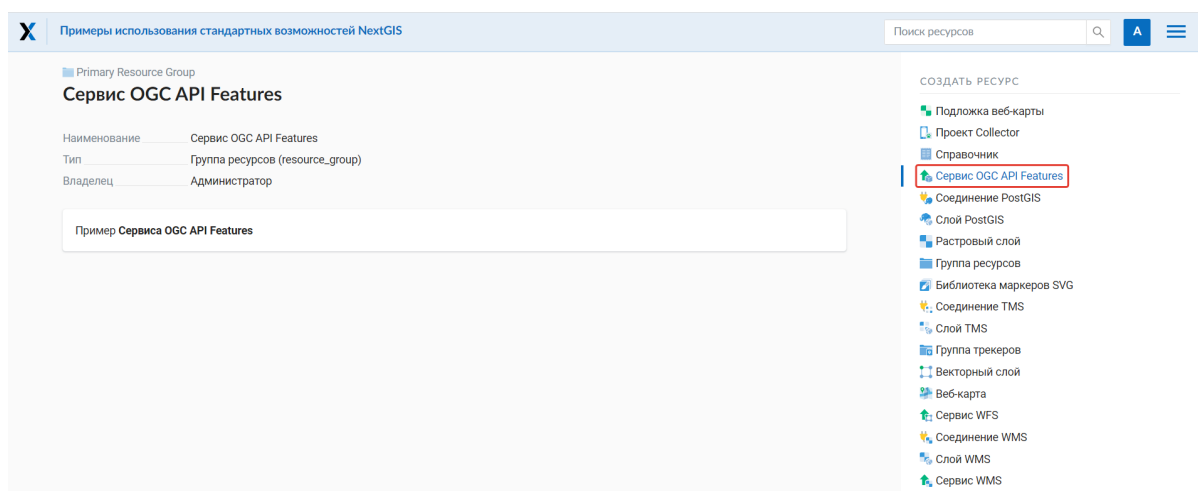 Примеры использования стандартных возможностей NextGIS
Поиск ресурсов
A
Primary Resource Group
Сервис OGC API Features
Наименование Сервис OGC API Features
Тип Группа ресурсов (resource_group)
Владелец Администратор
Пример Сервиса OGC API Features
СОЗДАТЬ РЕСУРС
Подложка веб-карты
Проект Collector
Справочник
Сервис OGC API Features
Соединение PostGIS
Слой PostGIS
Растровый слой
Группа ресурсов
Библиотека маркеров SVG
Соединение TMS
Слой TMS
Группа трекеров
Векторный слой
Веб-карта
Сервис WFS
Соединение WMS
Слой WMS
Сервис WMS